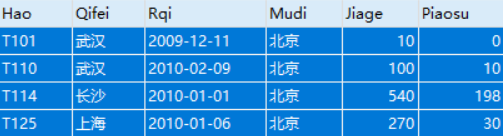 Hao Qifei Rqi Mudi Jiage Piaosu
T101 武汉 2009-12-11 北京 10 0
T110 武汉 2010-02-09 北京 100 10
T114 长沙 2010-01-01 北京 540 198
T125 上海 2010-01-06 北京 270 30